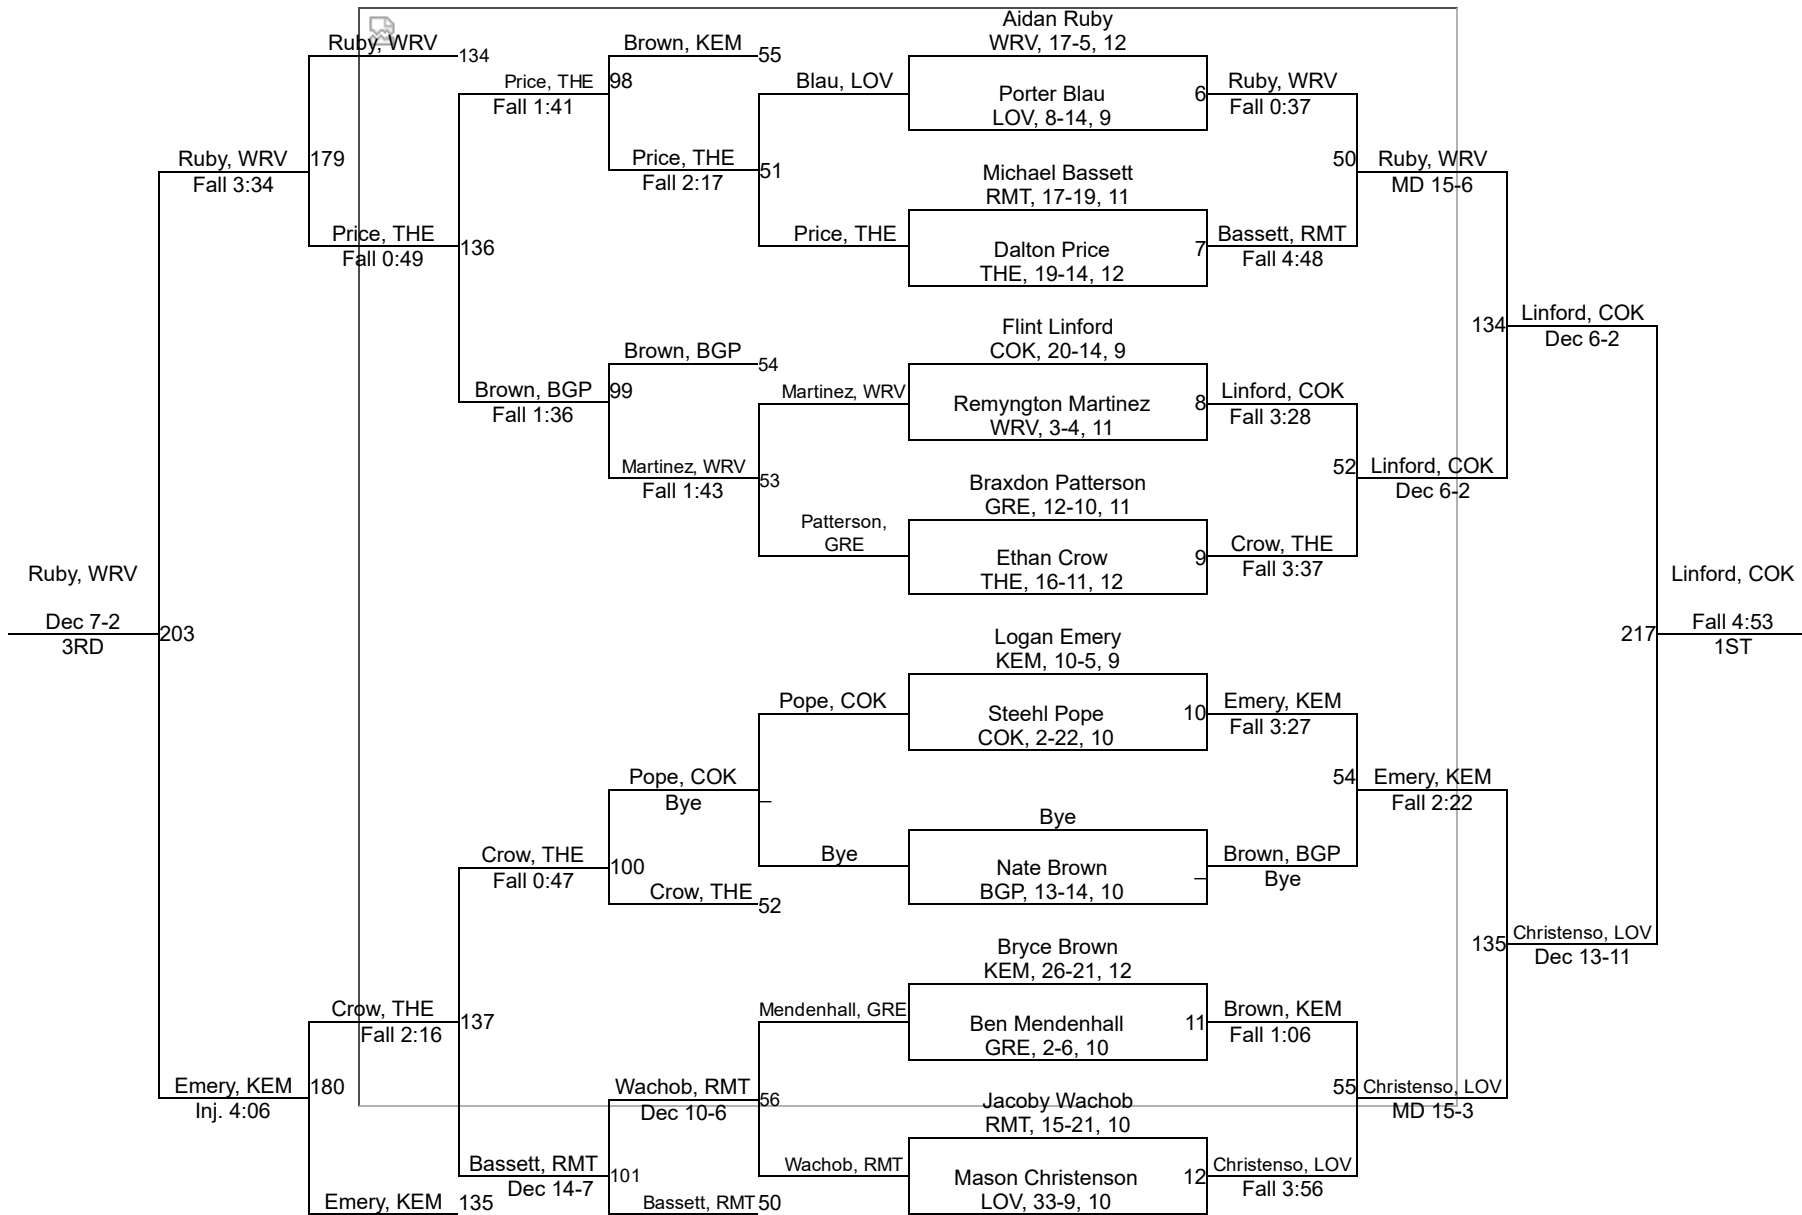 Aidan Ruby
Ruby, WRV
Brown, KEM
WRV, 17-5, 12
134
55
Price, THE
98
Blau, LOV
Ruby, WRV
Fall 1:41
Porter Blau
6
Fall 0:37
LOV, 8-14, 9
Ruby, WRV
179
Price, THE
50
Ruby, WRV
Fall 3:34
Fall 2:17
51
Michael Bassett
MD 15-6
RMT, 17-19, 11
Price, THE
Price, THE
Bassett, RMT
Fall 0:49
136
Dalton Price
7
Fall 4:48
THE, 19-14, 12
Linford, COK
Flint Linford
134
Dec 6-2
Brown, BGP
COK, 20-14, 9
54
Brown, BGP
99
Martinez, WRV
Linford, COK
Fall 1:36
Remyngton Martinez
8
Fall 3:28
WRV, 3-4, 11
Martinez, WRV
52
Linford, COK
Fall 1:43
53
Braxdon Patterson
Dec 6-2
GRE, 12-10, 11
Patterson,
GRE
Crow, THE
Ethan Crow
9
Fall 3:37
Ruby, WRV
THE, 16-11, 12
Linford, COK
Dec 7-2
Fall 4:53
3RD
203
Logan Emery
217
1ST
KEM, 10-5, 9
Pope, COK
Emery, KEM
Steehl Pope
10
Fall 3:27
COK, 2-22, 10
Pope, COK
54
Emery, KEM
Bye
–
Fall 2:22
Bye
Crow, THE
Bye
Brown, BGP
Fall 0:47
100
Nate Brown
–
Bye
Crow, THE
52
BGP, 13-14, 10
Bryce Brown
135
Christenso, LOV
KEM, 26-21, 12
Dec 13-11
Crow, THE
Mendenhall, GRE
Brown, KEM
Fall 2:16
137
Ben Mendenhall
11
Fall 1:06
GRE, 2-6, 10
Emery, KEM
180
Wachob, RMT
55
Christenso, LOV
Inj. 4:06
Dec 10-6
56
Jacoby Wachob
MD 15-3
RMT, 15-21, 10
Bassett, RMT
Wachob, RMT
Christenso, LOV
Dec 14-7
101
Mason Christenson
12
Fall 3:56
Emery, KEM
135
Bassett, RMT
50
LOV, 33-9, 10